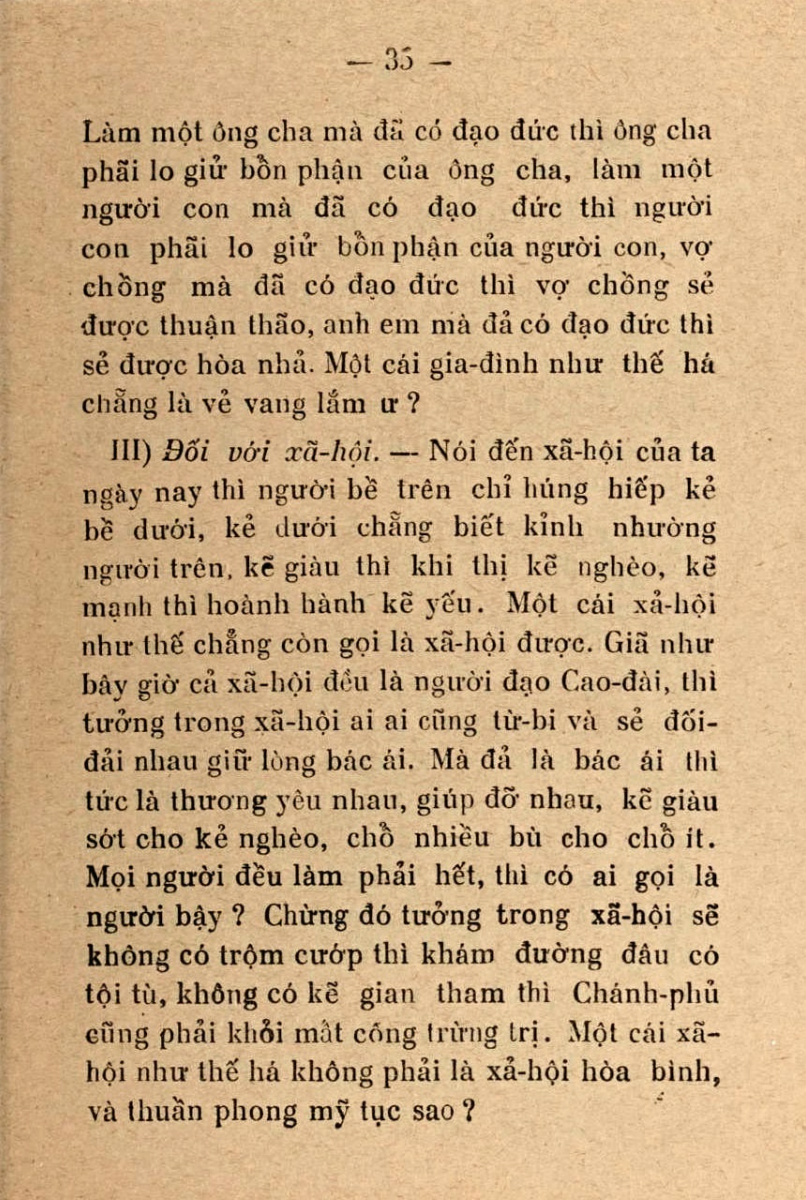 — 35 —
Làm một ông cha mà đã có đạo đức thì ông cha
phãi lo giử bồn phận của ông cha, làm một
người con mà đã có đạo đức thì người
con phãi lo giử bồn phận của người con, vợ
chồng mà đã có đạo đức thì vợ chồng sẻ
được thuận thão, anh em mà đả có đạo đức thì
sẻ được hòa nhả. Một cái gia-đình như thế há
chẵng là vẻ vang lắm ư ?
III) Đối với xã-hội. — Nói đến xã-hội của ta
ngày nay thì người bề trên chỉ húng hiếp kẻ
bề dưới, kẻ dưới chẵng biết kỉnh nhường
người trên, kẽ giàu thì khi thị kẽ nghèo, kẽ
mạnh thì hoành hành kẽ yếu. Một cái xả-hội
như thế chẳng còn gọi là xã-hội được. Giã như
bây giờ cả xã-hội đều là người đạo Cao-đài, thì
tưởng trong xã-hội ai ai cũng từ-bi và sẻ đối-
đải nhau giữ lòng bác ái. Mà đả là bác ái thì
tức là thương yêu nhau, giúp đỡ nhau, kẽ giàu
sớt cho kẻ nghèo, chồ nhiều bù cho chồ ít.
Mọi người đều làm phải hết, thì có ai gọi là
người bậy ? Chừng đó tưởng trong xã-hội sẽ
không có trộm cướp thì khám đường đâu có
tội tù, không có kẽ gian tham thì Chánh-phủ
cũng phải khỏi mất công trừng trị. Một cái xã-
hội như thế há không phải là xả-hội hòa bình,
và thuần phong mỹ tục sao ?